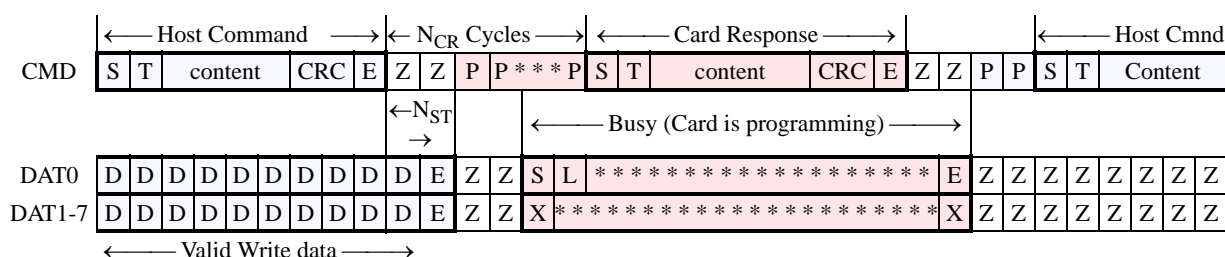 Host Command N_CR Cycles Card Response Host Cmnd
CMD S T content CRC E Z Z P P * * * P S T content CRC E Z Z P P S T Content
N_ST
Busy (Card is programming)
DAT0 D D D D D D D D D D E Z Z S L * * * * * * * * * * * * * * * * * * * E Z Z Z Z Z Z Z Z
DAT1-7 D D D D D D D D D D E Z Z X * * * * * * * * * * * * * * * * * * * * * X Z Z Z Z Z Z Z Z
Valid Write data